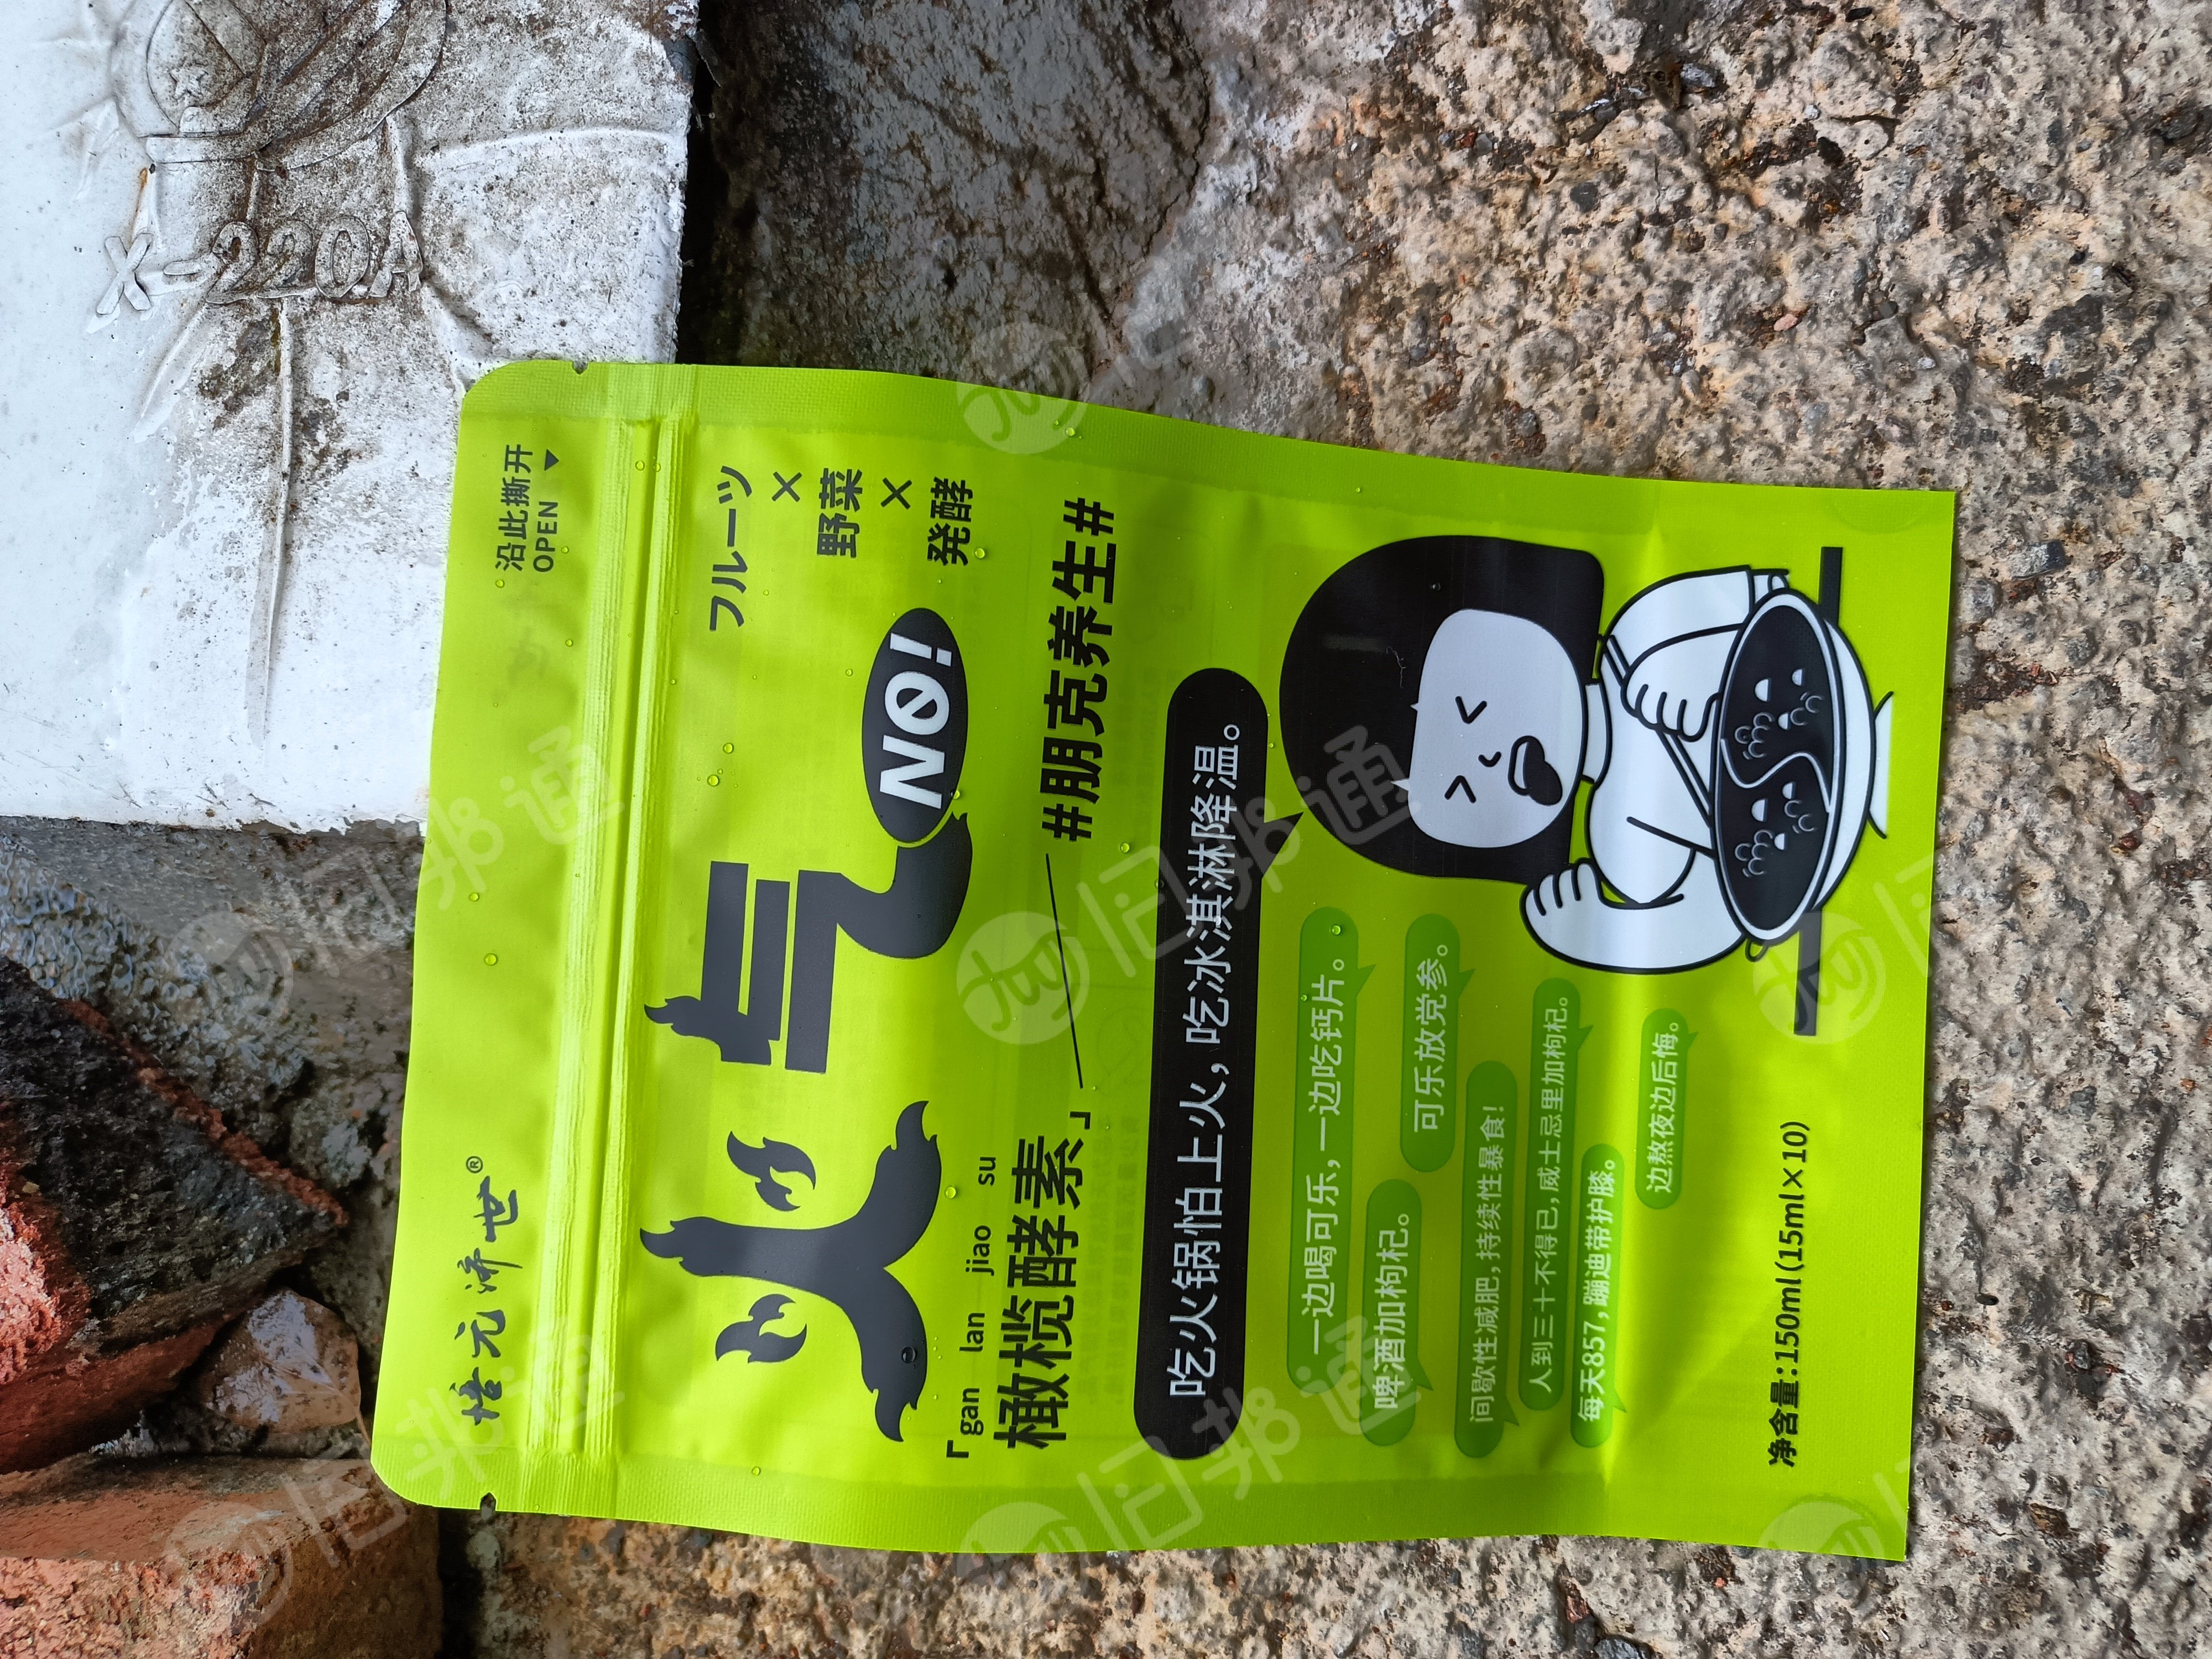 X-220A
悟元济世®
沿此撕开
OPEN
火气
NO!
フルーツ
×
野菜
×
発酵
「gan lan jiao su
橄榄酵素」
#朋克养生#
吃火锅怕上火，吃冰淇淋降温。
一边喝可乐，一边吃钙片。
啤酒加枸杞。
可乐放党参。
间歇性减肥，持续性暴食！
人到三十不得已，威士忌里加枸杞。
每天857，蹦迪带护膝。
边熬夜边后悔。
净含量:150ml(15ml×10)